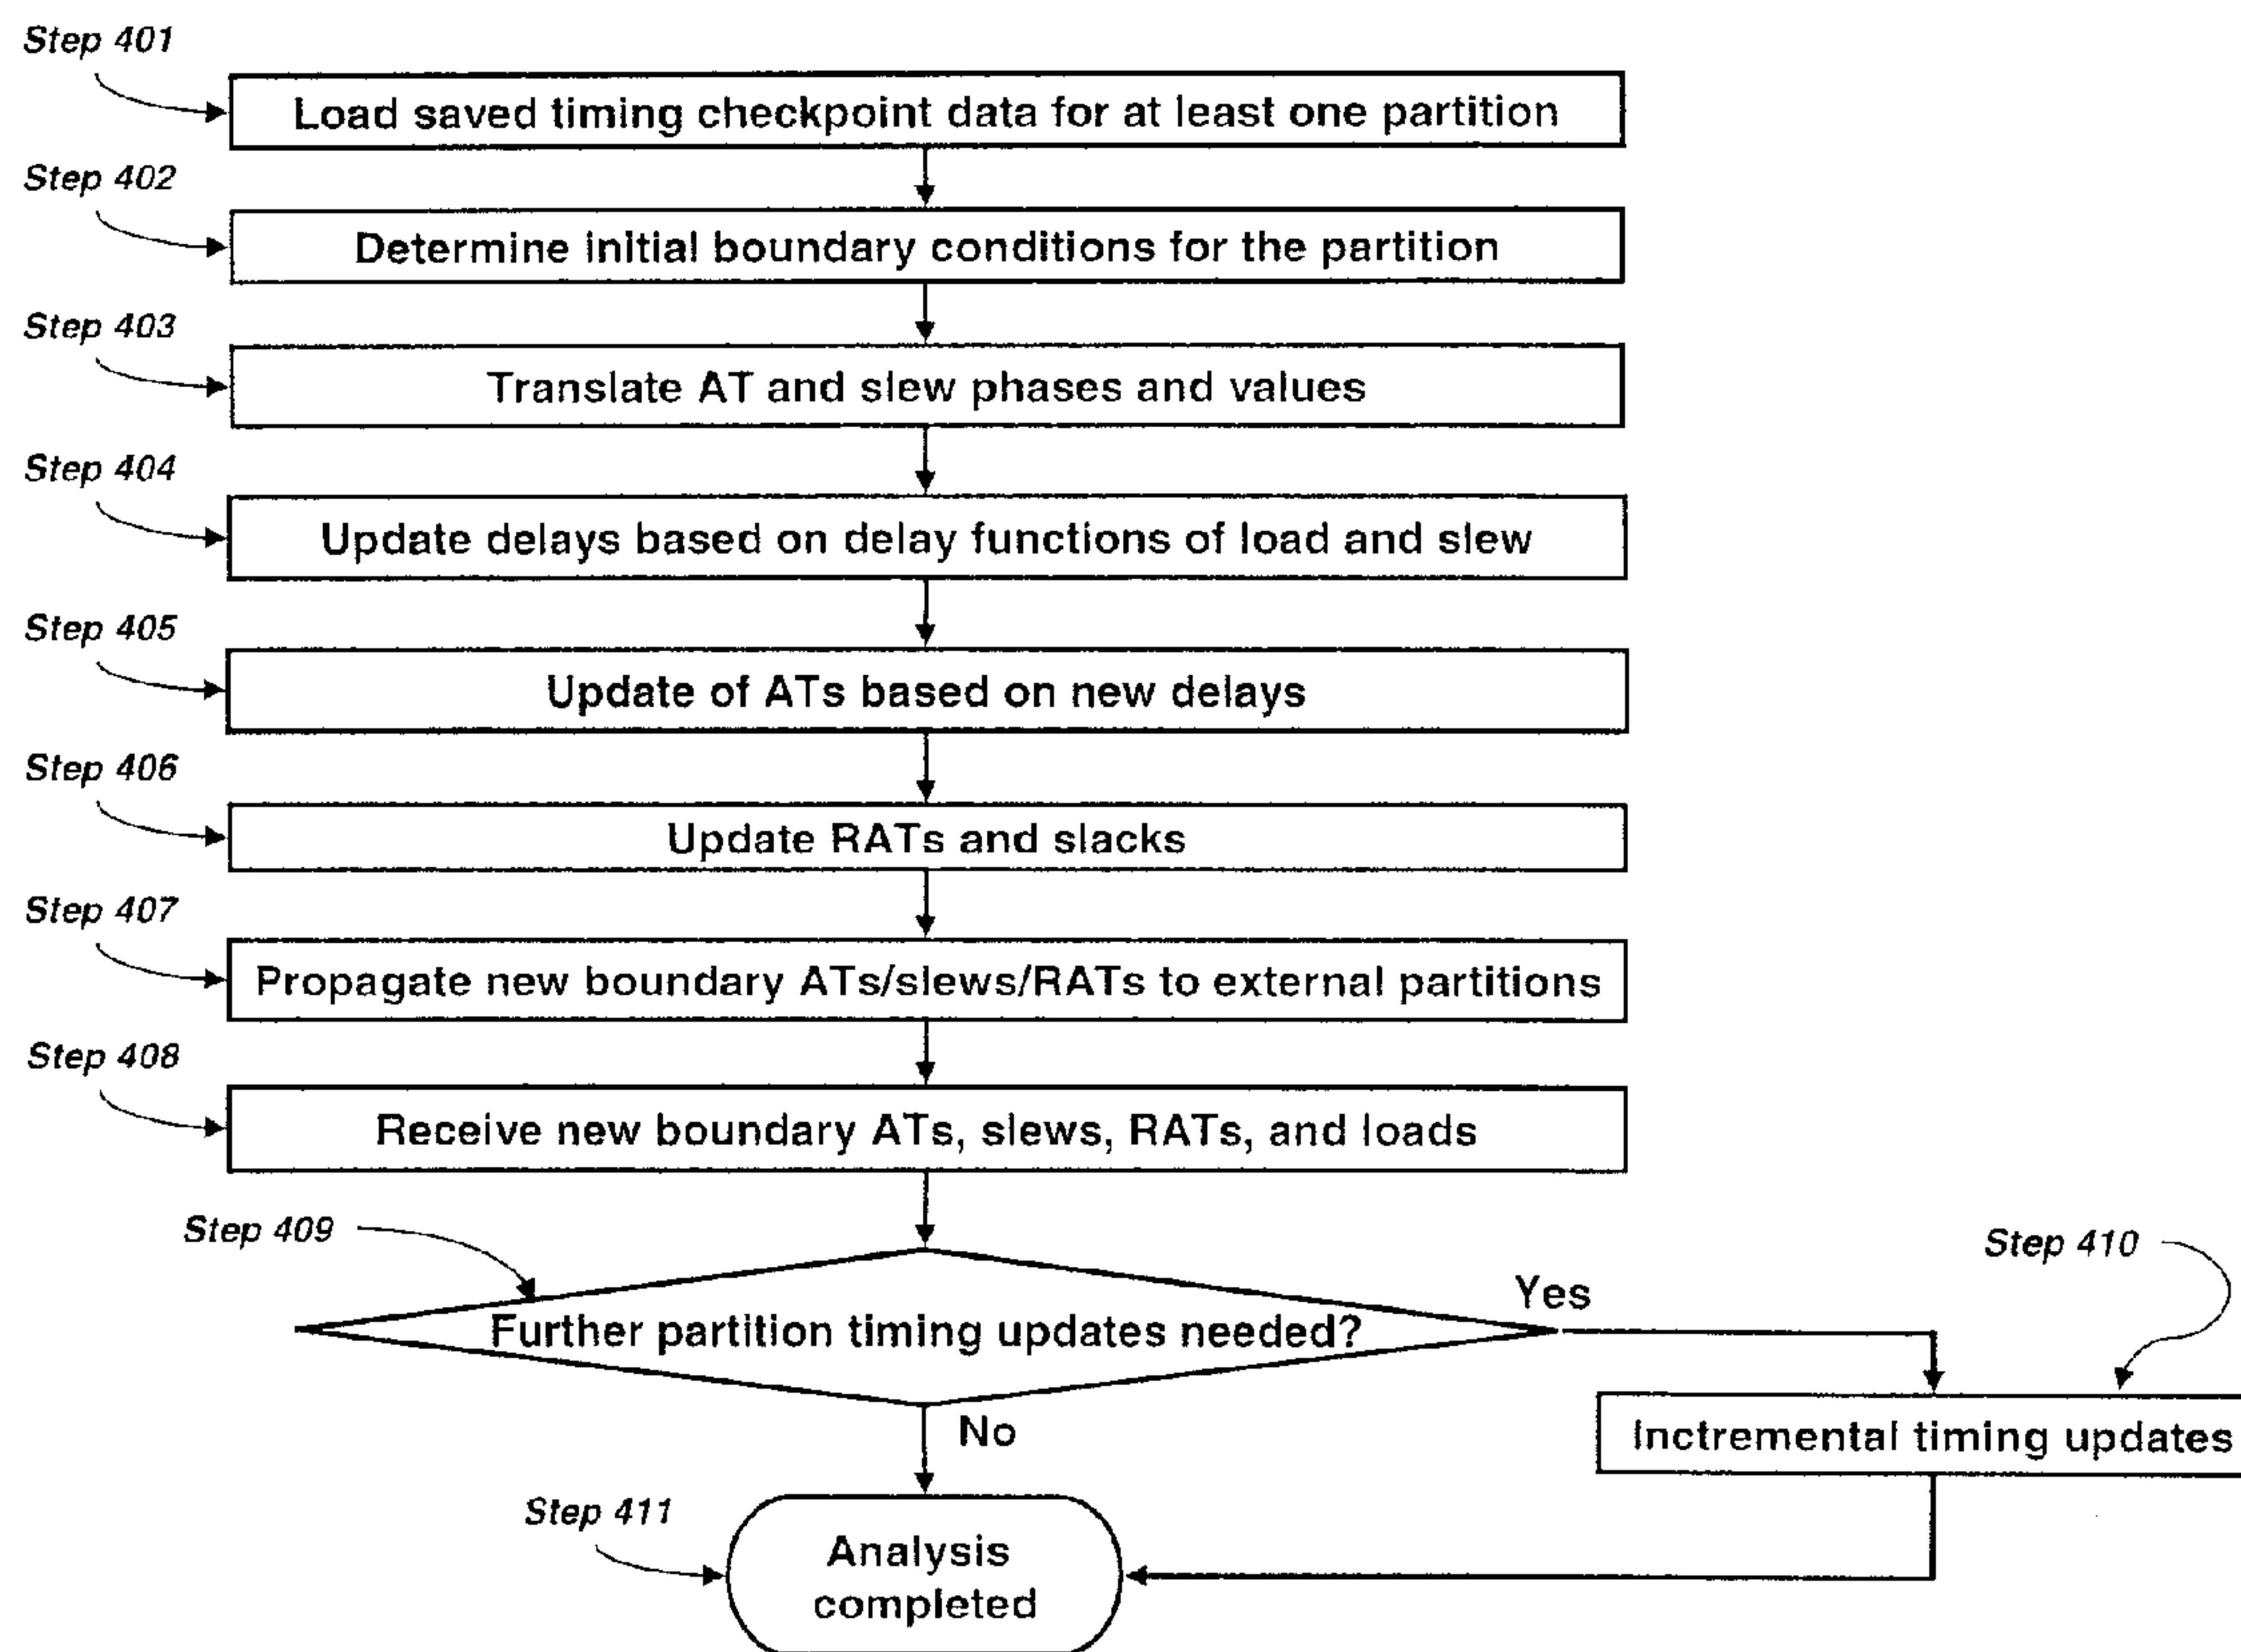 Step 401
Load saved timing checkpoint data for at least one partition
Step 402
Determine initial boundary conditions for the partition
Step 403
Translate AT and slew phases and values
Step 404
Update delays based on delay functions of load and slew
Step 405
Update of ATs based on new delays
Step 406
Update RATs and slacks
Step 407
Propagate new boundary ATs/slews/RATs to external partitions
Step 408
Receive new boundary ATs, slews, RATs, and loads
Step 409
Further partition timing updates needed?
Yes
Step 410
Inctremental timing updates
No
Step 411
Analysis
completed